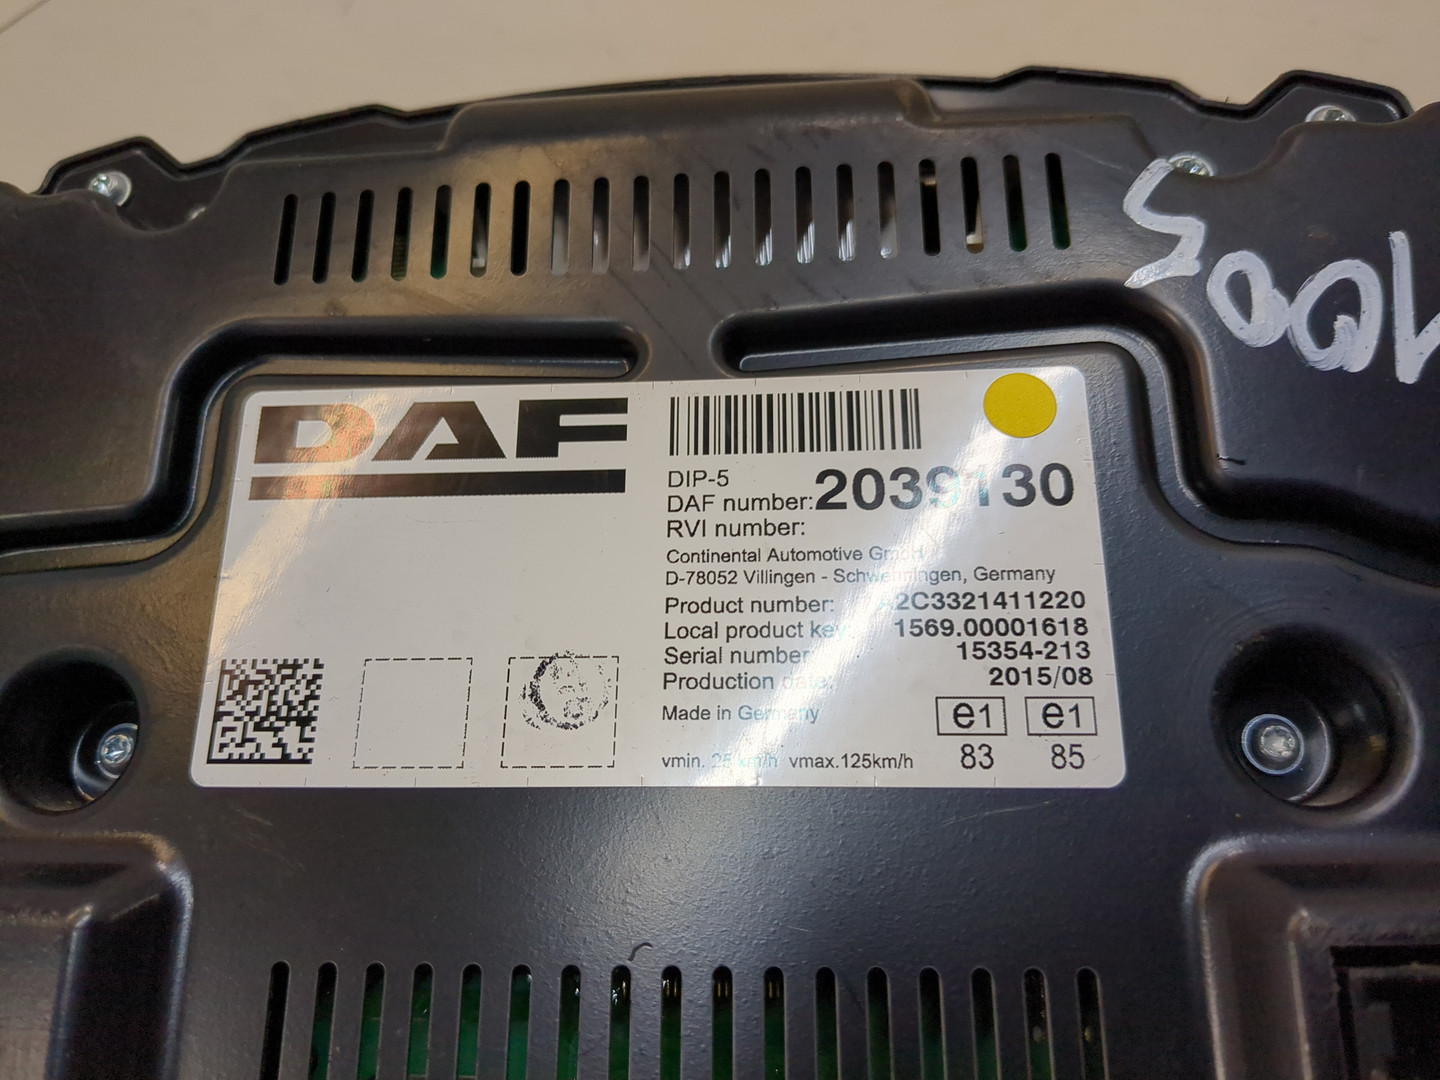 1005
DAF
DIP-5
DAF number: 2039130
RVI number:
Continental Automotive GmbH
D-78052 Villingen - Schwenningen, Germany
Product number: A2C3321411220
Local product key: 1569.00001618
Serial number: 15354-213
Production date: 2015/08
Made in Germany
e1 e1
83 85
vmin. 25 km/h vmax.125km/h